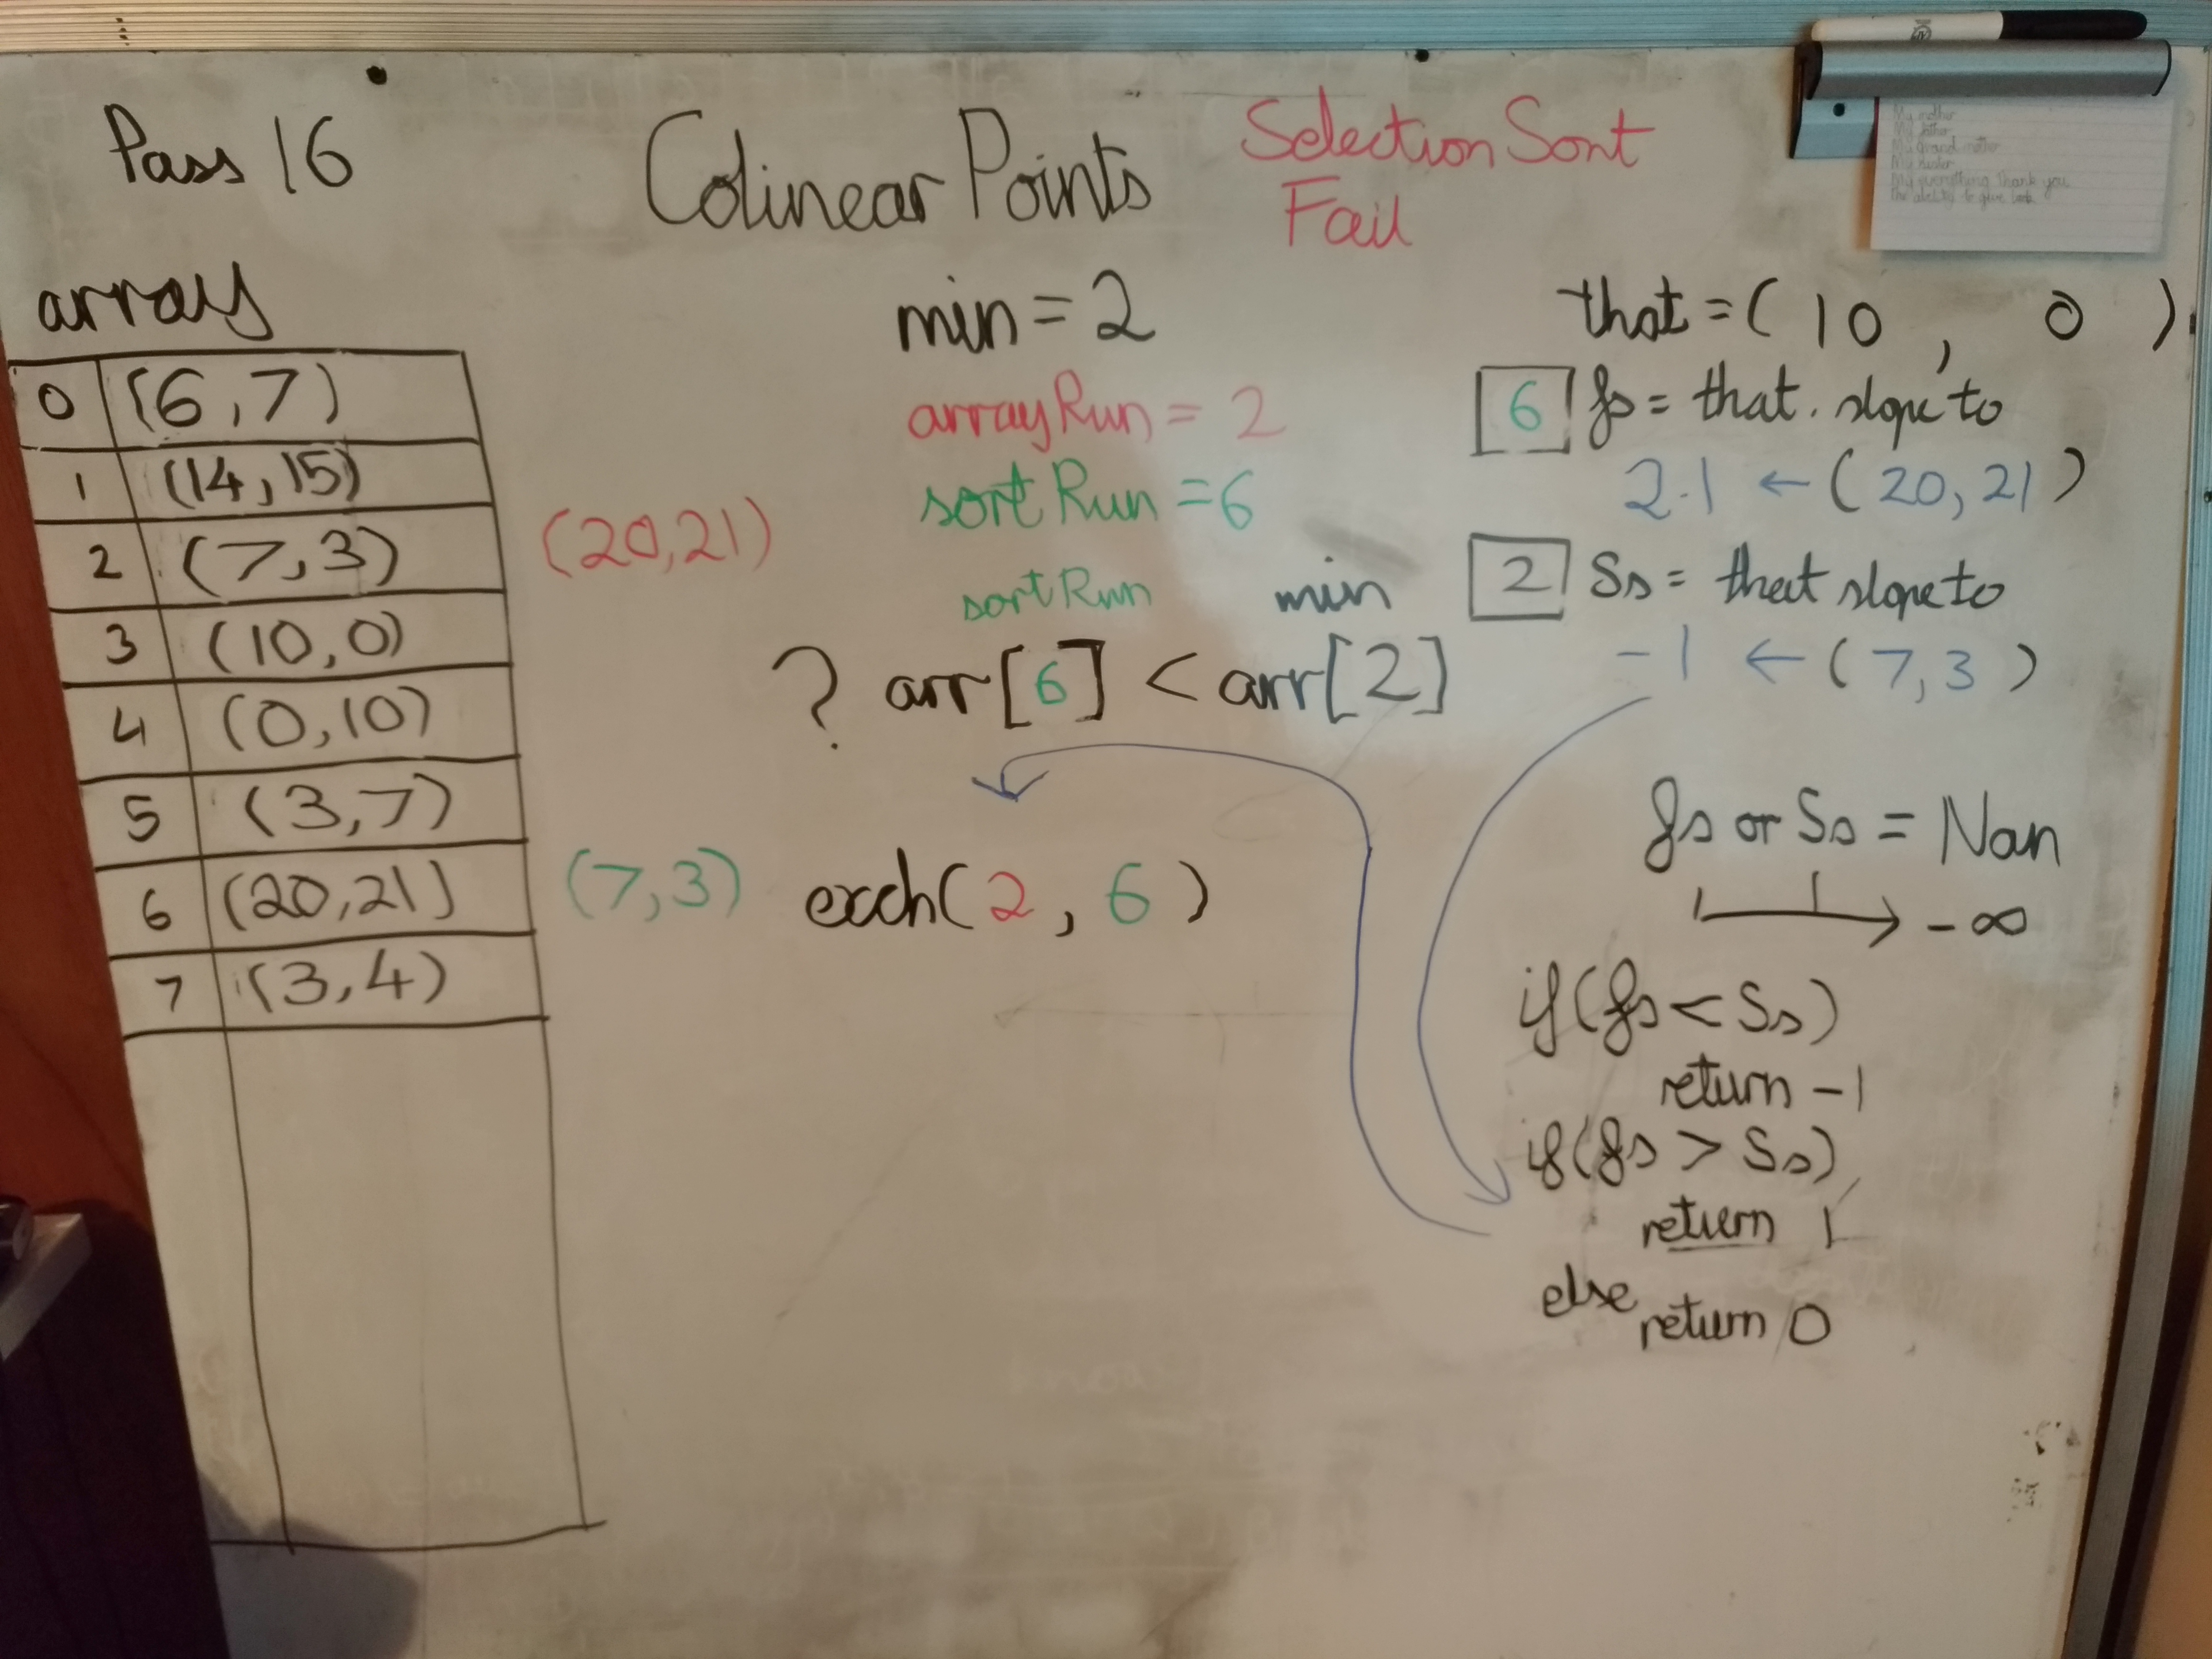 Pass 16
Colinear Points
Selection Sort
Fail
My mother
My father
My Grand mother
My sister
My everything Thank you
The ability to give back
array
0 (6,7)
1 (14,15)
2 (7,3) (20,21)
3 (10,0)
4 (0,10)
5 (3,7)
6 (20,21) (7,3)
7 (3,4)
min = 2
arrayRun = 2
sortRun = 6
sortRun min
? arr[6] < arr[2]
exch(2, 6)
that = (10, 0)
6 fs = that. slope to
2.1 ← (20, 21)
2 Ss = that slope to
-1 ← (7,3)
fs or Ss = Nan
→ -∞
if(fs < Ss)
return -1
if(fs > Ss)
return 1
else
return 0